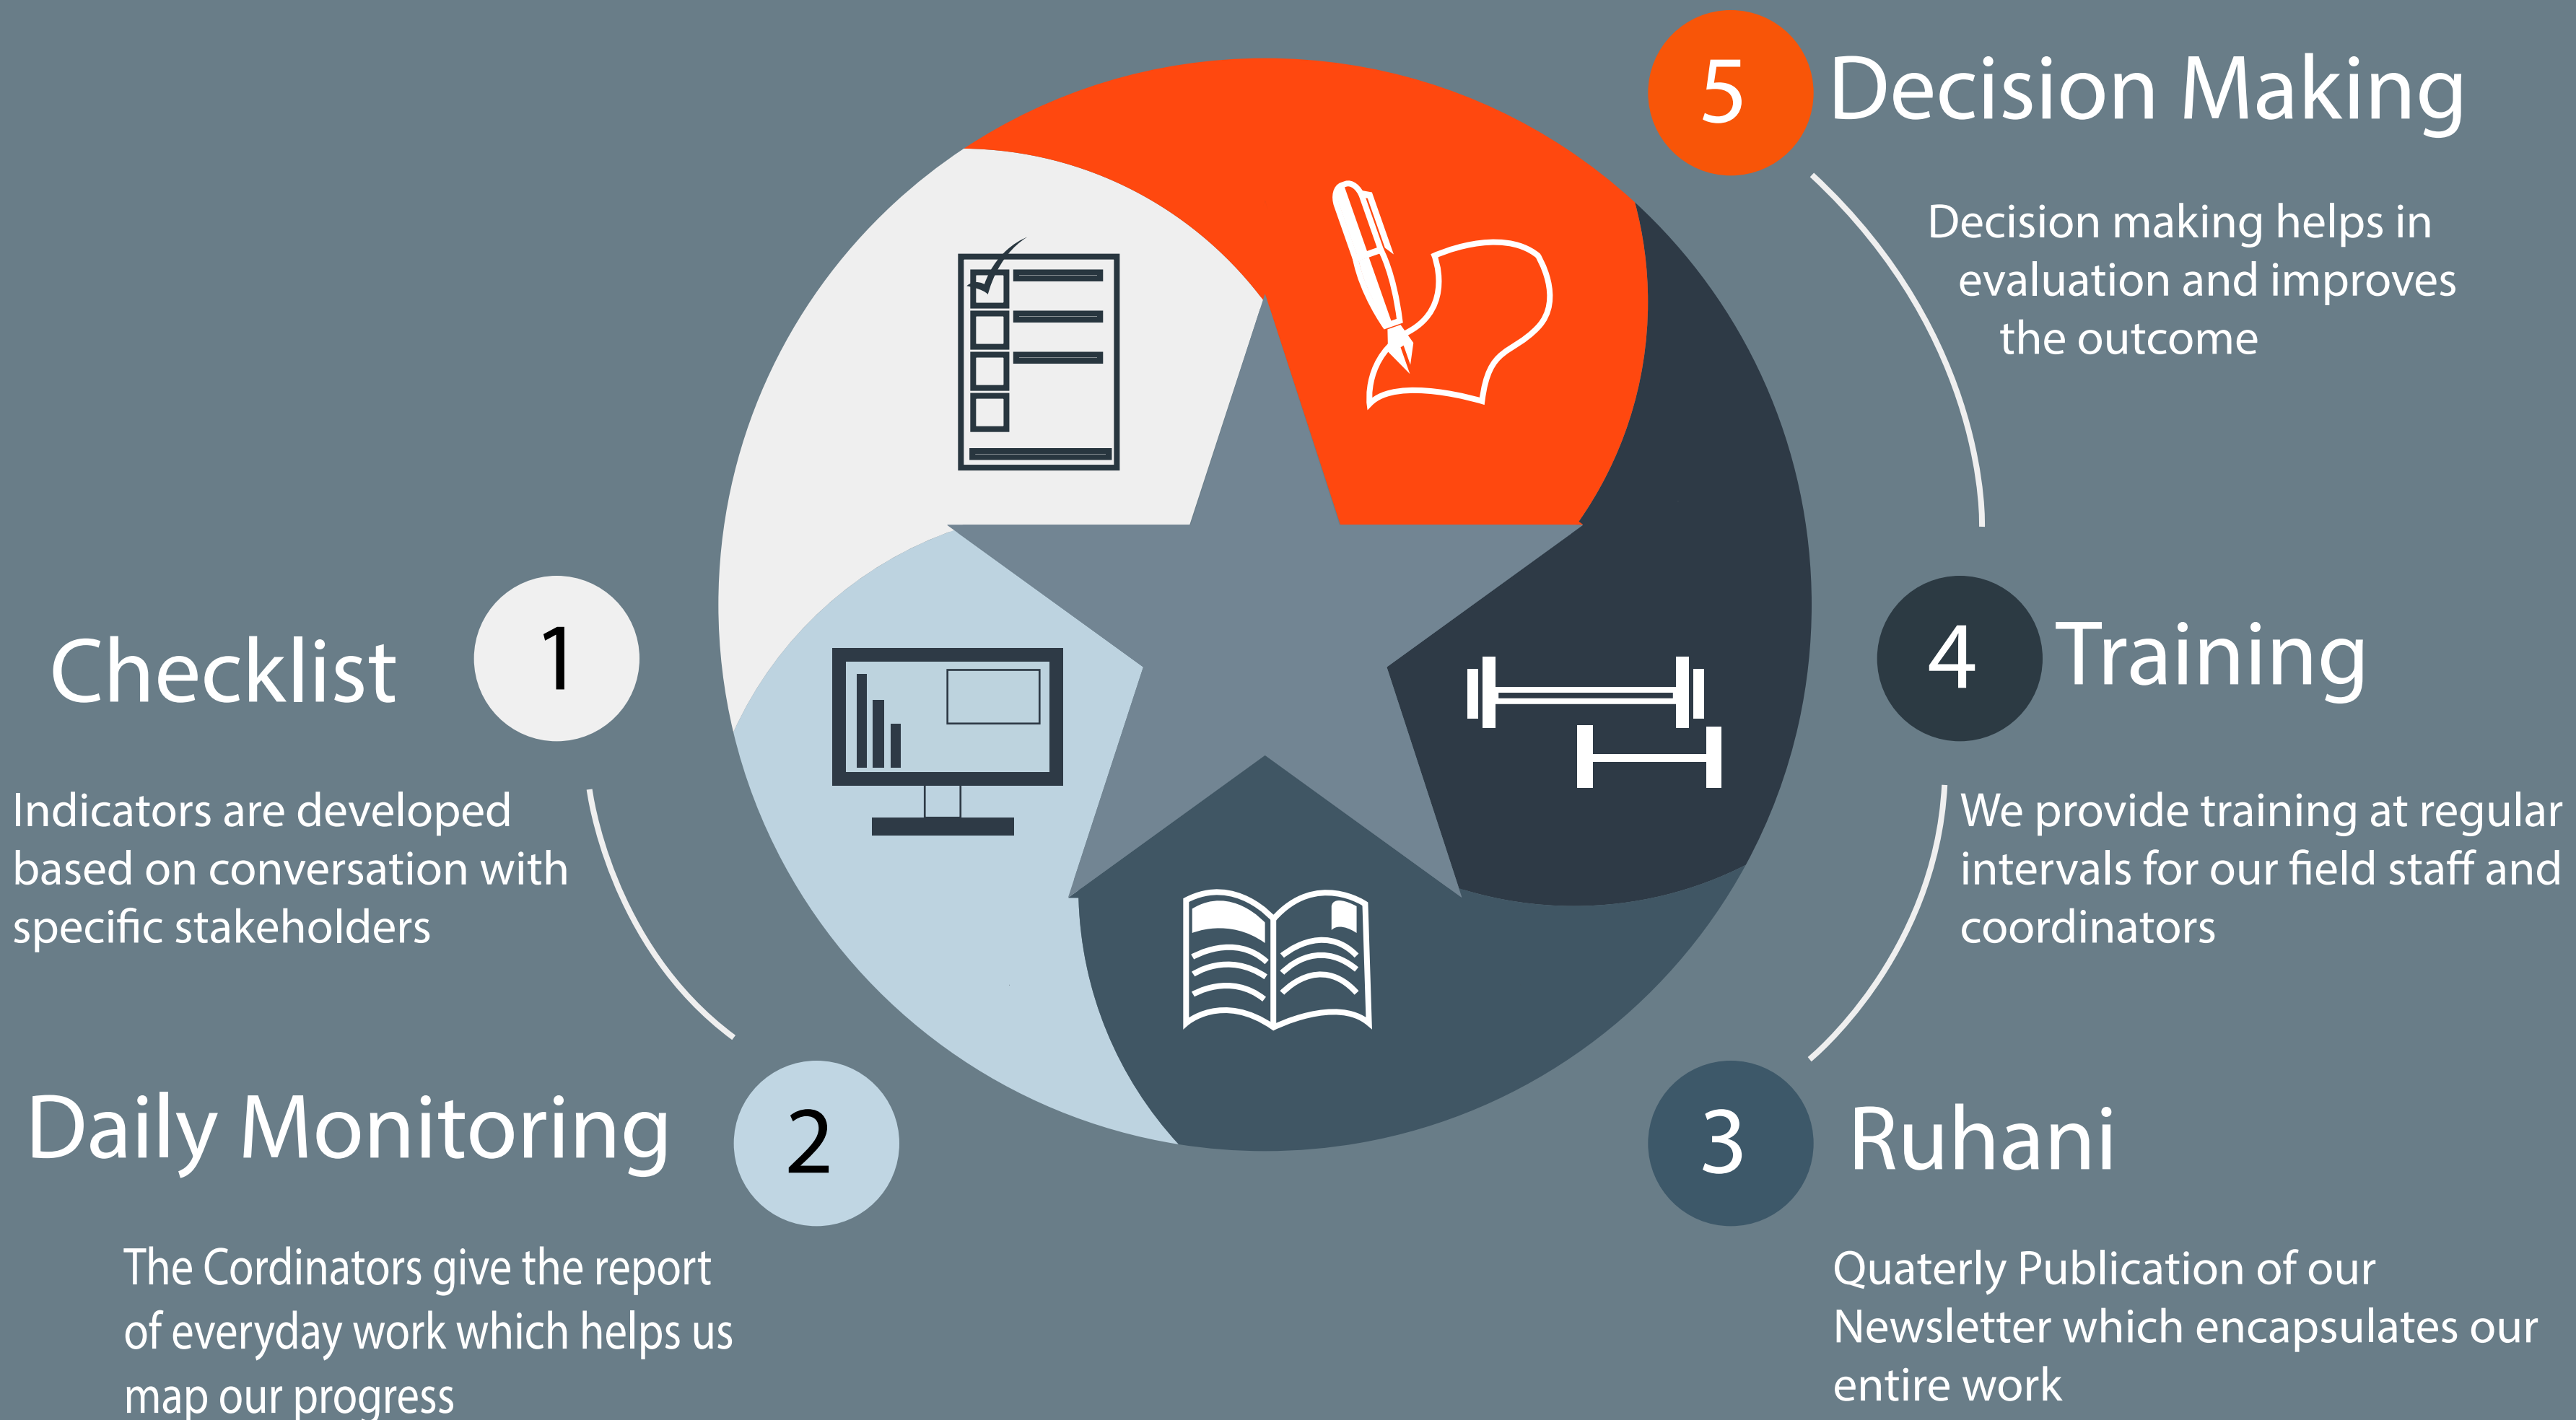 1
Checklist
Indicators are developed
based on conversation with
specific stakeholders
2
Daily Monitoring
The Cordinators give the report
of everyday work which helps us
map our progress
3
Ruhani
Quaterly Publication of our
Newsletter which encapsulates our
entire work
4
Training
We provide training at regular
intervals for our field staff and
coordinators
5
Decision Making
Decision making helps in
evaluation and improves
the outcome